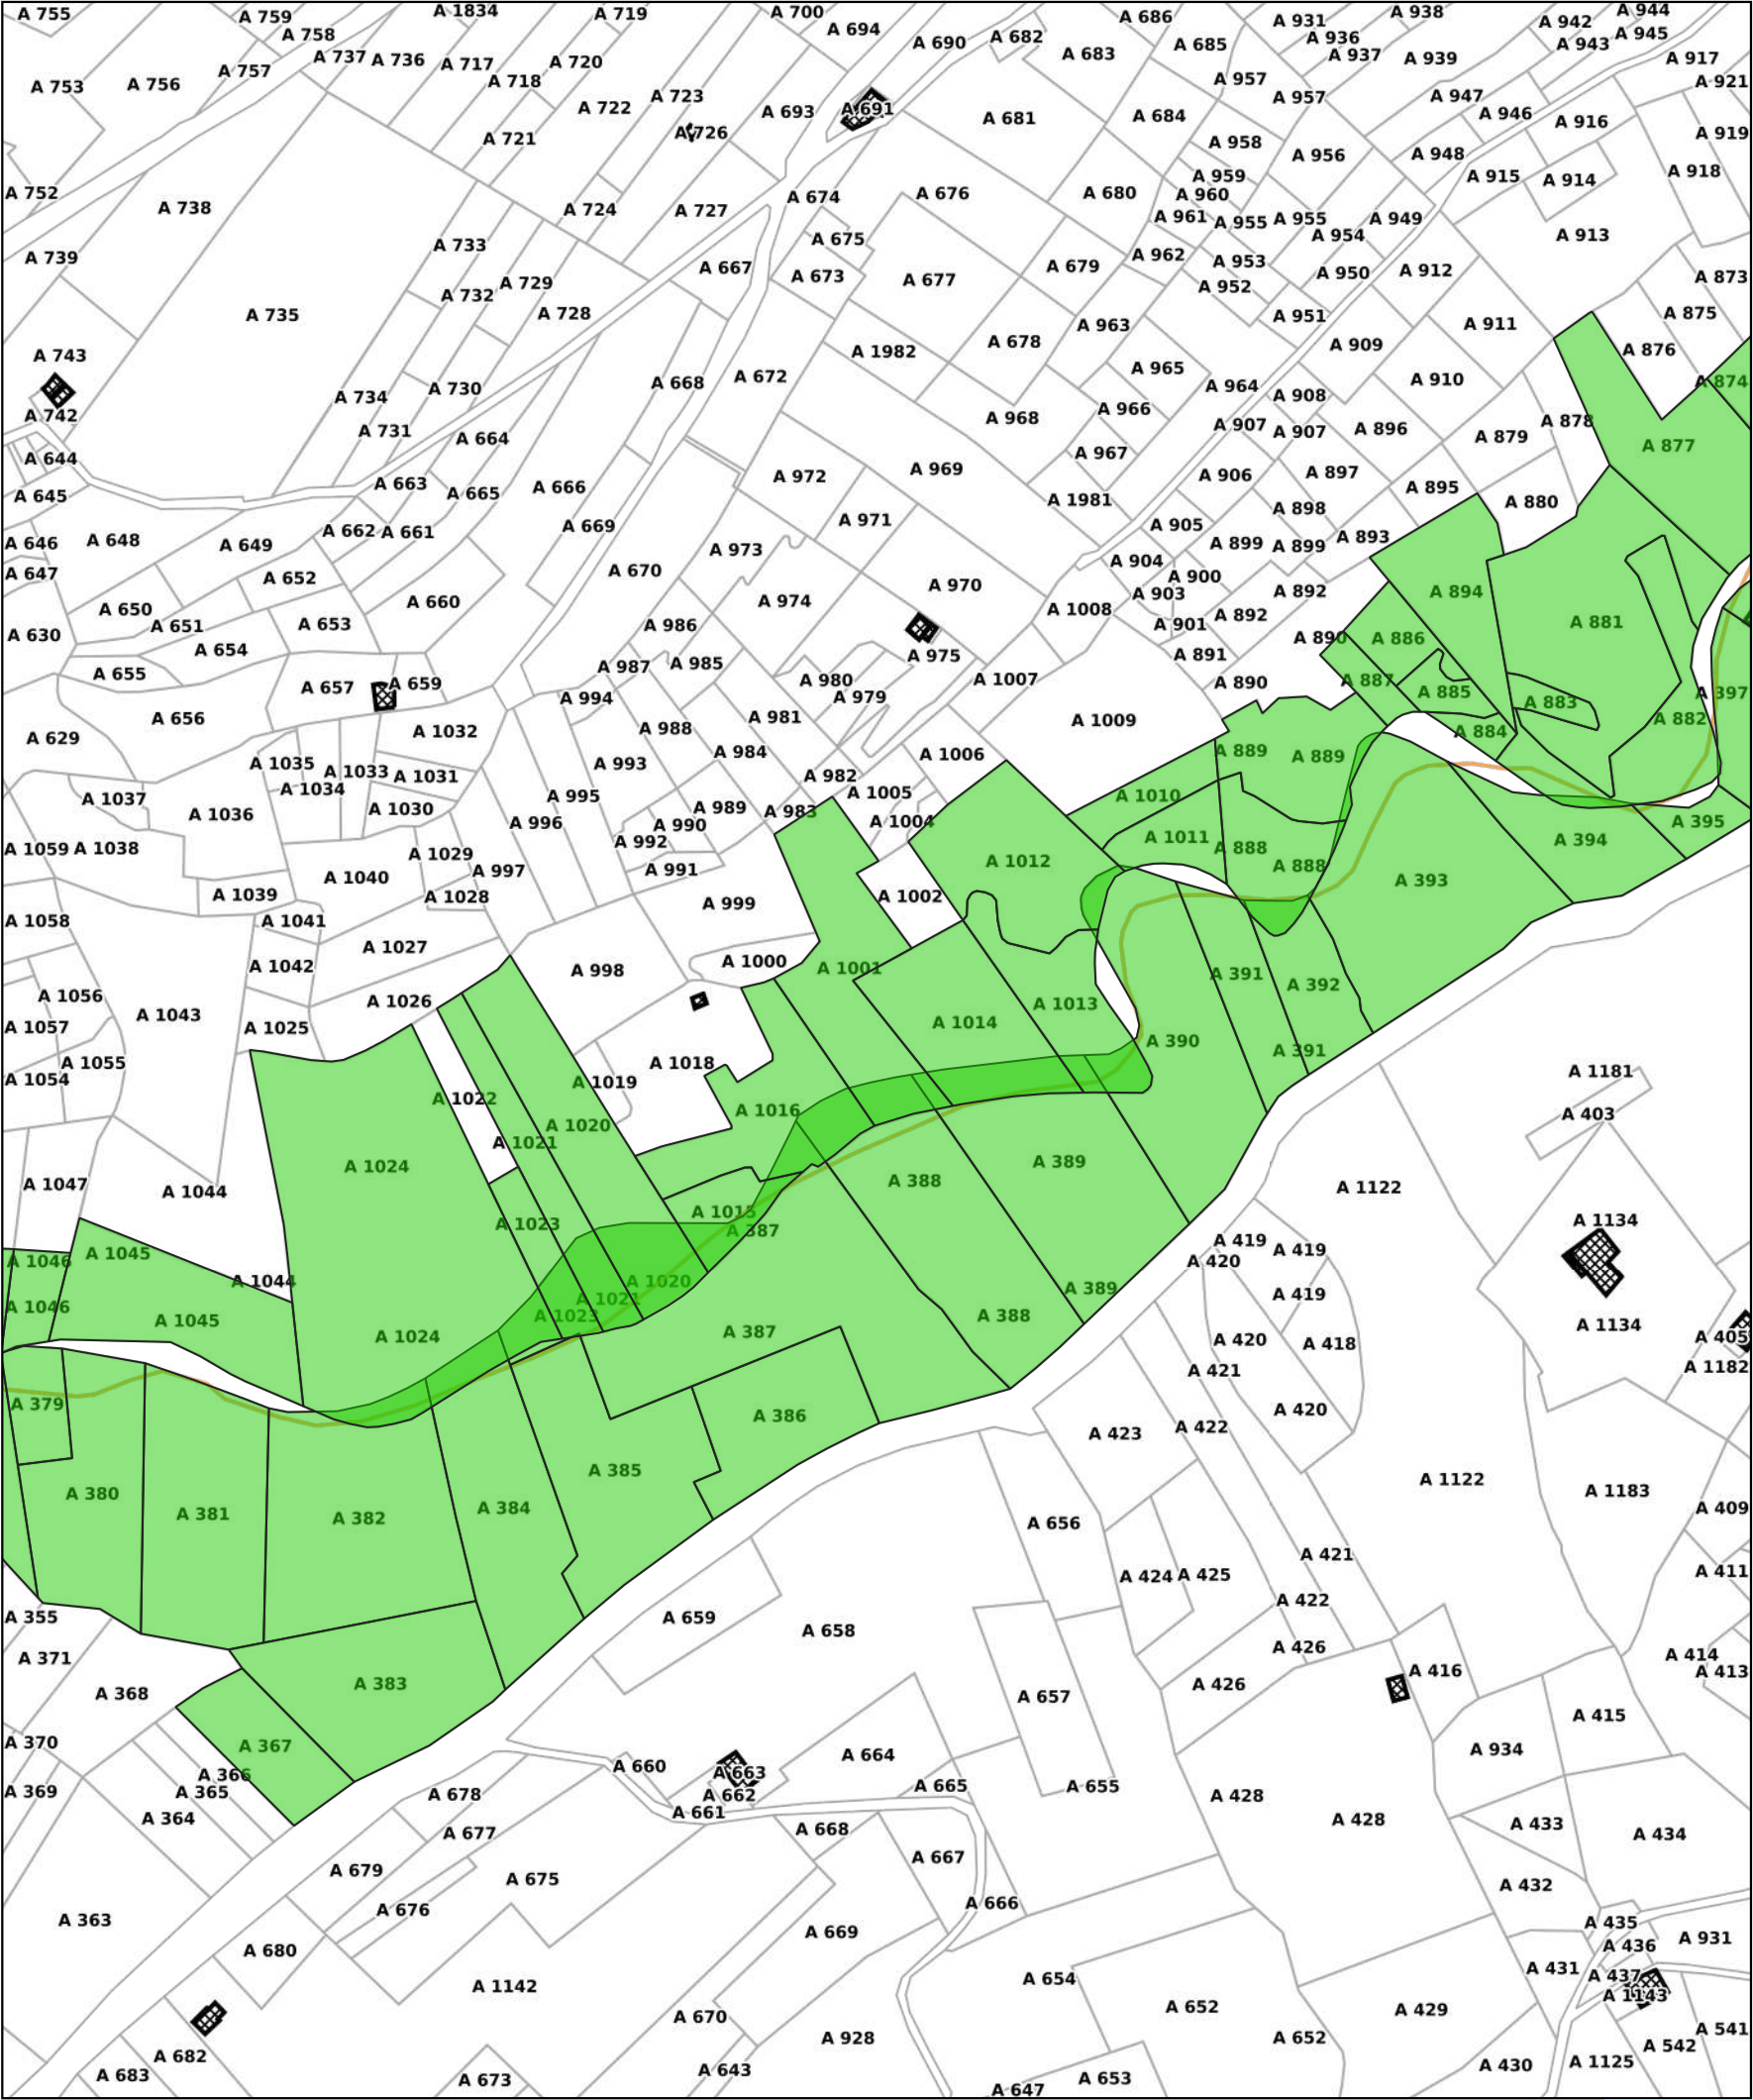 A 755
A 759
A 1834
A 719
A 700
A 686
A 931
A 938
A 944
A 758
A 694
A 690
A 682
A 685
A 936
A 942
A 945
A 943
A 737
A 736
A 717
A 720
A 683
A 937
A 939
A 917
A 753
A 756
A 757
A 718
A 957
A 921
A 722
A 723
A 693
A 691
A 957
A 947
A 946
A 721
A 726
A 681
A 684
A 958
A 956
A 948
A 916
A 919
A 752
A 738
A 724
A 727
A 674
A 676
A 680
A 959
A 960
A 915
A 914
A 918
A 739
A 733
A 675
A 961
A 955
A 955
A 949
A 954
A 913
A 735
A 732
A 729
A 728
A 667
A 673
A 677
A 679
A 962
A 953
A 952
A 950
A 912
A 873
A 743
A 1982
A 678
A 963
A 951
A 909
A 911
A 875
A 876
A 742
A 734
A 730
A 668
A 672
A 965
A 964
A 908
A 910
A 874
A 644
A 731
A 664
A 968
A 966
A 907
A 907
A 896
A 879
A 878
A 877
A 645
A 663
A 665
A 666
A 972
A 969
A 967
A 906
A 897
A 895
A 880
A 646
A 648
A 649
A 662
A 661
A 669
A 971
A 1981
A 905
A 898
A 893
A 647
A 652
A 670
A 973
A 970
A 904
A 899
A 899
A 894
A 650
A 660
A 974
A 1008
A 900
A 903
A 892
A 892
A 881
A 630
A 651
A 653
A 654
A 986
A 975
A 901
A 891
A 890
A 886
A 655
A 657
A 659
A 987
A 985
A 980
A 979
A 1007
A 890
A 887
A 885
A 883
A 397
A 629
A 656
A 1032
A 994
A 988
A 981
A 1009
A 884
A 882
A 1035
A 1033
A 1031
A 993
A 984
A 982
A 1006
A 889
A 889
A 1037
A 1034
A 1036
A 1030
A 995
A 996
A 989
A 990
A 983
A 1005
A 1004
A 1010
A 395
A 1059
A 1038
A 1029
A 997
A 992
A 991
A 1012
A 1011
A 888
A 888
A 393
A 394
A 1039
A 1040
A 1028
A 999
A 1002
A 1058
A 1041
A 1027
A 1042
A 998
A 1000
A 1001
A 391
A 392
A 1056
A 1057
A 1043
A 1025
A 1026
A 1014
A 1013
A 390
A 391
A 1055
A 1054
A 1022
A 1019
A 1018
A 1016
A 1181
A 403
A 1047
A 1044
A 1024
A 1021
A 1020
A 388
A 389
A 1122
A 1046
A 1045
A 1044
A 1023
A 1015
A 387
A 419
A 419
A 420
A 1134
A 1046
A 1045
A 1024
A 1023
A 1021
A 1020
A 387
A 388
A 389
A 419
A 420
A 418
A 1134
A 405
A 421
A 1182
A 379
A 386
A 423
A 422
A 420
A 380
A 381
A 382
A 384
A 385
A 656
A 1122
A 1183
A 409
A 424
A 425
A 421
A 411
A 355
A 422
A 371
A 659
A 658
A 426
A 414
A 413
A 368
A 383
A 657
A 426
A 416
A 415
A 370
A 367
A 934
A 369
A 366
A 365
A 364
A 678
A 660
A 663
A 662
A 661
A 664
A 665
A 655
A 428
A 428
A 433
A 434
A 677
A 668
A 667
A 679
A 675
A 666
A 432
A 363
A 676
A 680
A 669
A 435
A 436
A 931
A 1142
A 654
A 431
A 437
A 1143
A 670
A 928
A 652
A 652
A 429
A 541
A 542
A 682
A 683
A 673
A 643
A 647
A 653
A 430
A 1125